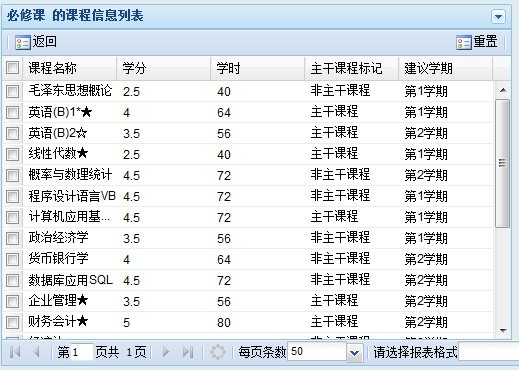 必修课 的课程信息列表
返回 重置
课程名称 学分 学时 主干课程标记 建议学期
毛泽东思想概论 2.5 40 非主干课程 第1学期
英语(B)1*★ 4 64 主干课程 第1学期
英语(B)2☆ 3.5 56 主干课程 第2学期
线性代数★ 2.5 40 主干课程 第1学期
概率与数理统计 4.5 72 非主干课程 第2学期
程序设计语言VB 4.5 72 非主干课程 第1学期
计算机应用基... 4.5 72 主干课程 第1学期
政治经济学 3.5 56 非主干课程 第1学期
货币银行学 4 64 非主干课程 第2学期
数据库应用SQL 4.5 72 非主干课程 第2学期
企业管理★ 3.5 56 主干课程 第2学期
财务会计★ 5 80 主干课程 第2学期
第 1 页共 1 页 每页条数 50 请选择报表格式